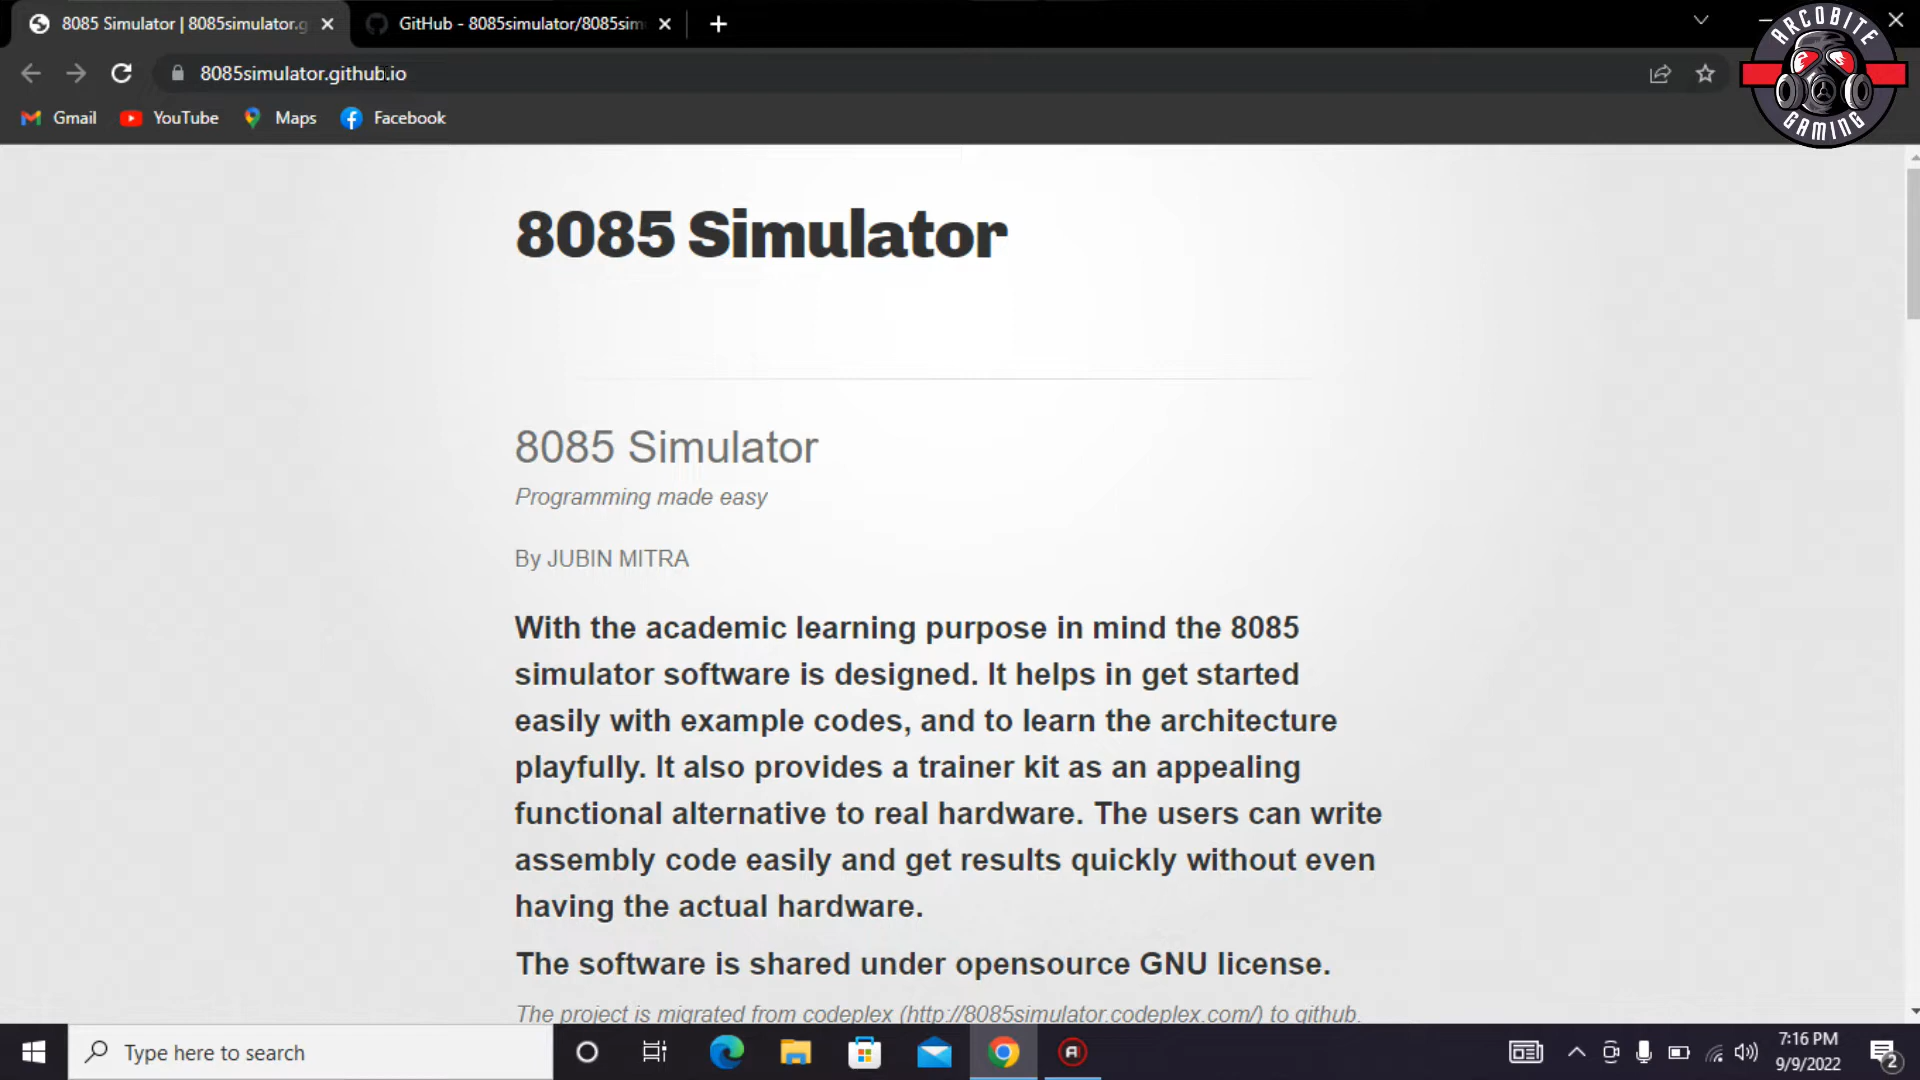 8085 Simulator | 8085simulator.g
GitHub - 8085simulator/8085sim
ARCOBITE
GAMING
8085simulator.github.io
Gmail
YouTube
Maps
Facebook
8085 Simulator
8085 Simulator
Programming made easy
By JUBIN MITRA
With the academic learning purpose in mind the 8085
simulator software is designed. It helps in get started
easily with example codes, and to learn the architecture
playfully. It also provides a trainer kit as an appealing
functional alternative to real hardware. The users can write
assembly code easily and get results quickly without even
having the actual hardware.
The software is shared under opensource GNU license.
The project is migrated from codeplex (http://8085simulator.codeplex.com/) to github.
Type here to search
7:16 PM
9/9/2022
2